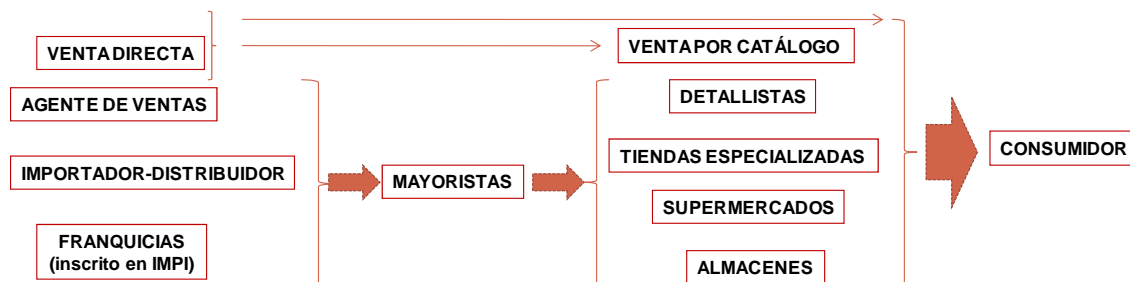 VENTA DIRECTA
VENTA POR CATÁLOGO
AGENTE DE VENTAS
DETALLISTAS
IMPORTADOR-DISTRIBUIDOR
MAYORISTAS
TIENDAS ESPECIALIZADAS
CONSUMIDOR
SUPERMERCADOS
FRANQUICIAS
(inscrito en IMPI)
ALMACENES